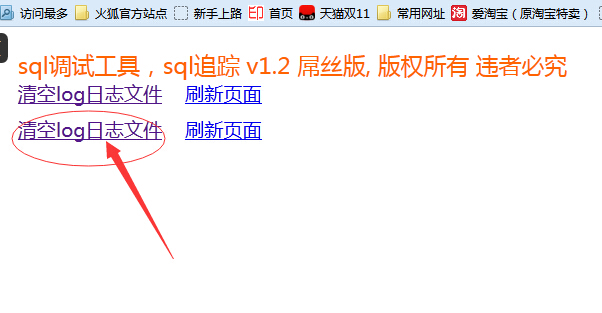 访问最多 火狐官方站点 新手上路 印 首页 天猫双11 常用网址 淘 爱淘宝（原淘宝特卖）
sql调试工具，sql追踪 v1.2 屌丝版, 版权所有 违者必究
清空log日志文件 刷新页面
清空log日志文件 刷新页面